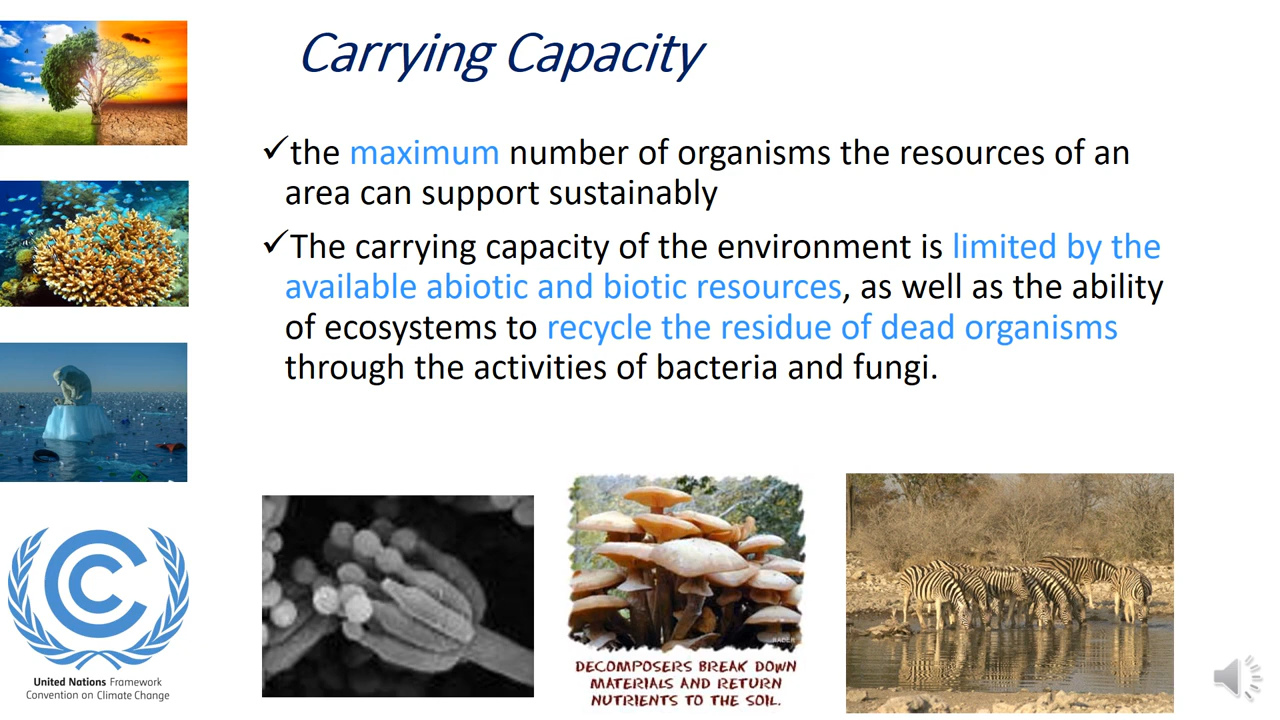 Carrying Capacity
✓the maximum number of organisms the resources of an
area can support sustainably
✓The carrying capacity of the environment is limited by the
available abiotic and biotic resources, as well as the ability
of ecosystems to recycle the residue of dead organisms
through the activities of bacteria and fungi.
RADER
DECOMPOSERS BREAK DOWN
MATERIALS AND RETURN
NUTRIENTS TO THE SOIL.
United Nations Framework
Convention on Climate Change